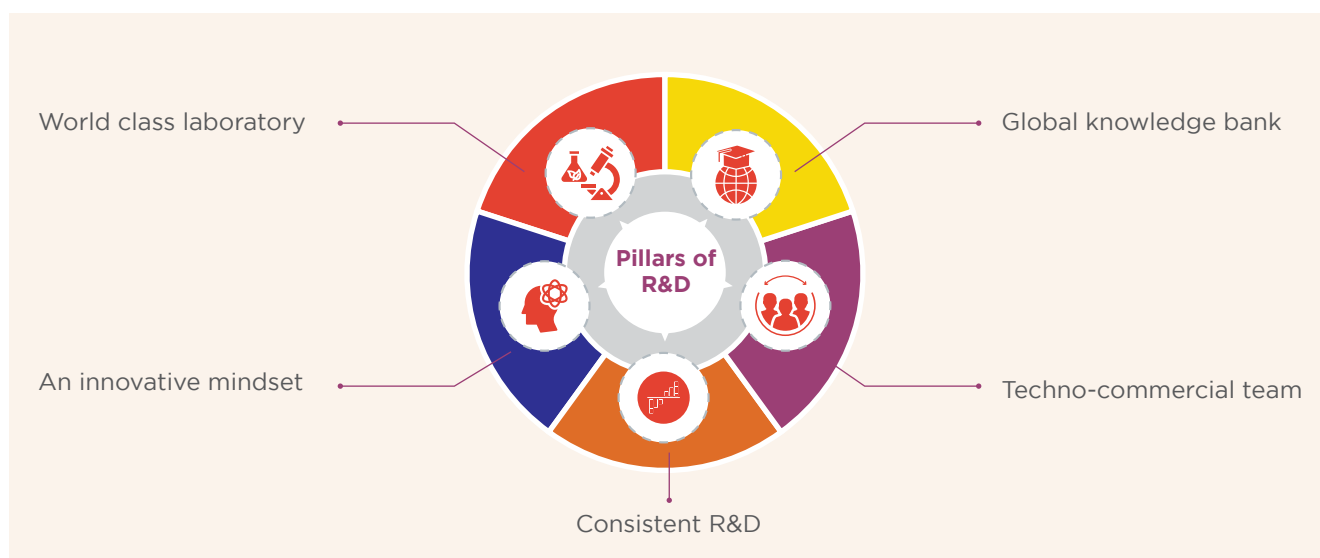 World class laboratory
Global knowledge bank
Pillars of
R&D
An innovative mindset
Techno-commercial team
Consistent R&D